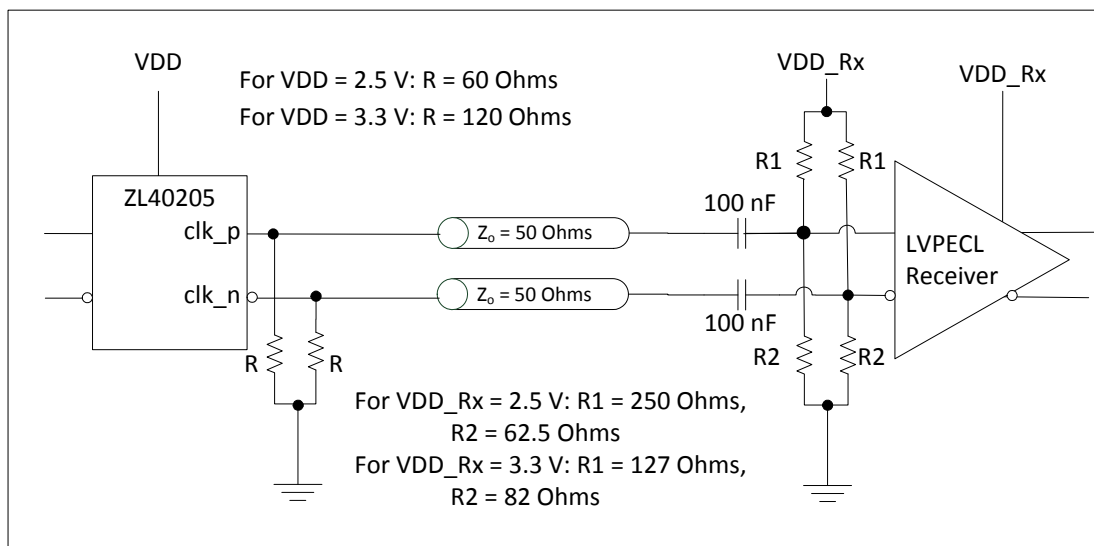 VDD
For VDD = 2.5 V: R = 60 Ohms
For VDD = 3.3 V: R = 120 Ohms
VDD_Rx
VDD_Rx
ZL40205
clk_p
clk_n
Zo = 50 Ohms
Zo = 50 Ohms
100 nF
100 nF
R1
R1
LVPECL
Receiver
R2
R2
R
R
For VDD_Rx = 2.5 V: R1 = 250 Ohms,
R2 = 62.5 Ohms
For VDD_Rx = 3.3 V: R1 = 127 Ohms,
R2 = 82 Ohms